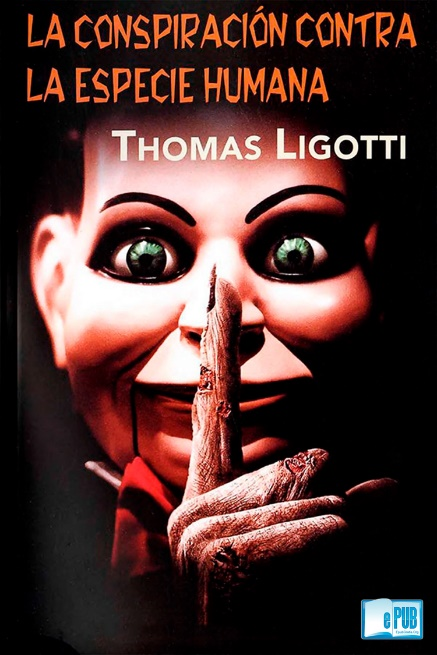 LA CONSPIRACIÓN CONTRA
LA ESPECIE HUMANA
THOMAS LIGOTTI
ePUB